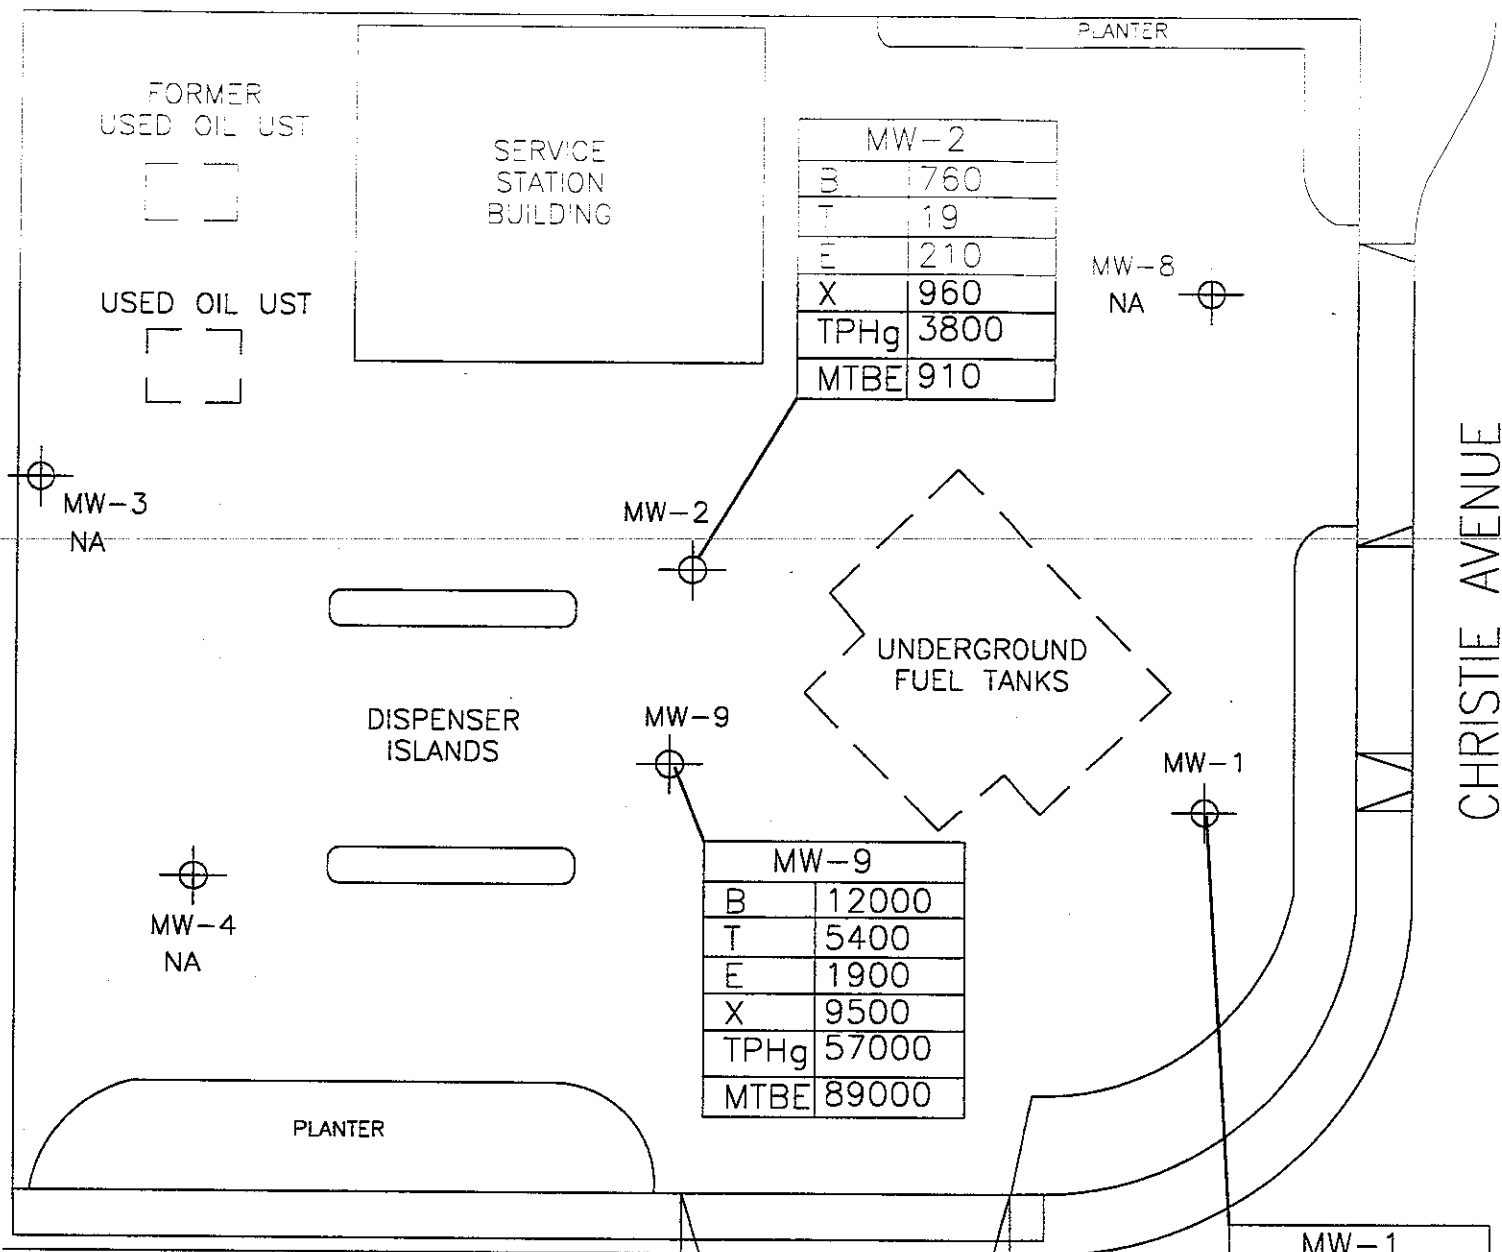 PLANTER
FORMER
USED OIL UST
SERVICE
STATION
BUILDING
MW-2
B 760
T 19
E 210
X 960
TPHg 3800
MTBE 910
MW-8
NA
USED OIL UST
MW-3
NA
MW-2
CHRISTIE AVENUE
UNDERGROUND
FUEL TANKS
DISPENSER
ISLANDS
MW-9
MW-1
MW-4
NA
MW-9
B 12000
T 5400
E 1900
X 9500
TPHg 57000
MTBE 89000
PLANTER
MW-1